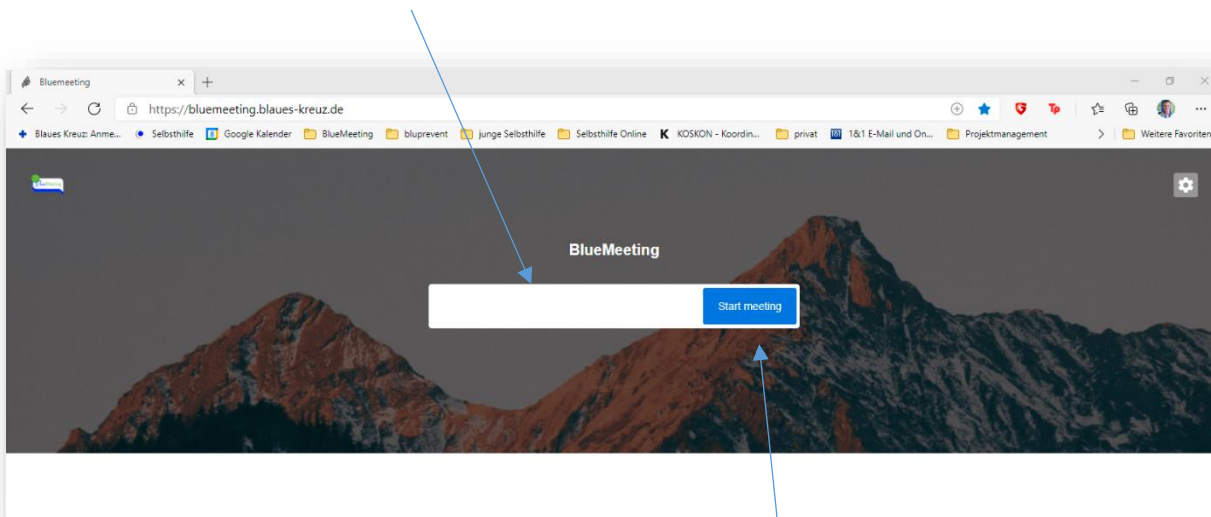 Bluemeeting
https://bluemeeting.blaues-kreuz.de
Blaues Kreuz: Anme... Selbsthilfe Google Kalender BlueMeeting bluprevent junge Selbsthilfe Selbsthilfe Online K KOSKON - Koordin... privat 1&1 E-Mail und On... Projektmanagement Weitere Favoriten
BlueMeeting
Start meeting